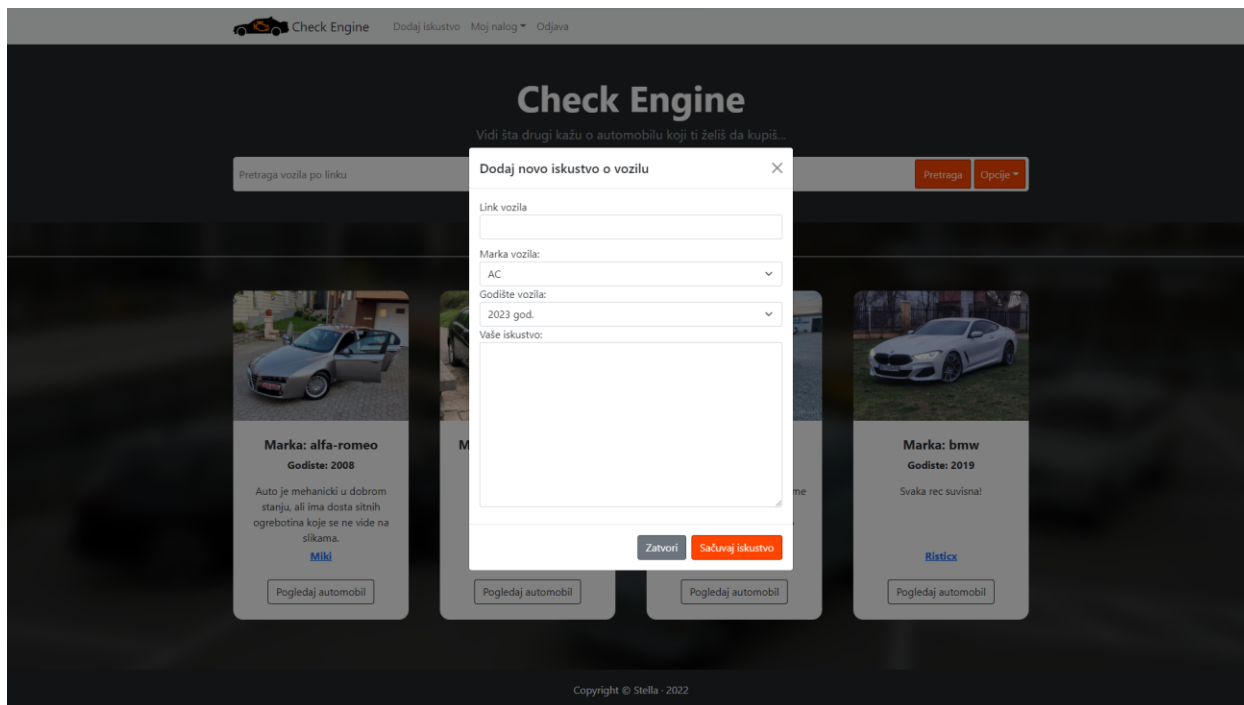 Check Engine Dodaj iskustvo Moj nalog Odjava
Check Engine
Vidi šta drugi kažu o automobilu koji ti želiš da kupiš...
Pretraga vozila po linku Pretraga Opcije
Dodaj novo iskustvo o vozilu
Link vozila
Marka vozila:
AC
Godište vozila:
2023 god.
Vaše iskustvo:
Zatvori Sačuvaj iskustvo
Marka: alfa-romeo
Godiste: 2008
Auto je mehanicki u dobrom
stanju, ali ima dosta sitnih
ogrebotina koje se ne vide na
slikama.
Miki
Pogledaj automobil
M
Pogledaj automobil
me
Pogledaj automobil
Marka: bmw
Godiste: 2019
Svaka rec suvisna!
Risticx
Pogledaj automobil
Copyright © Stella · 2022